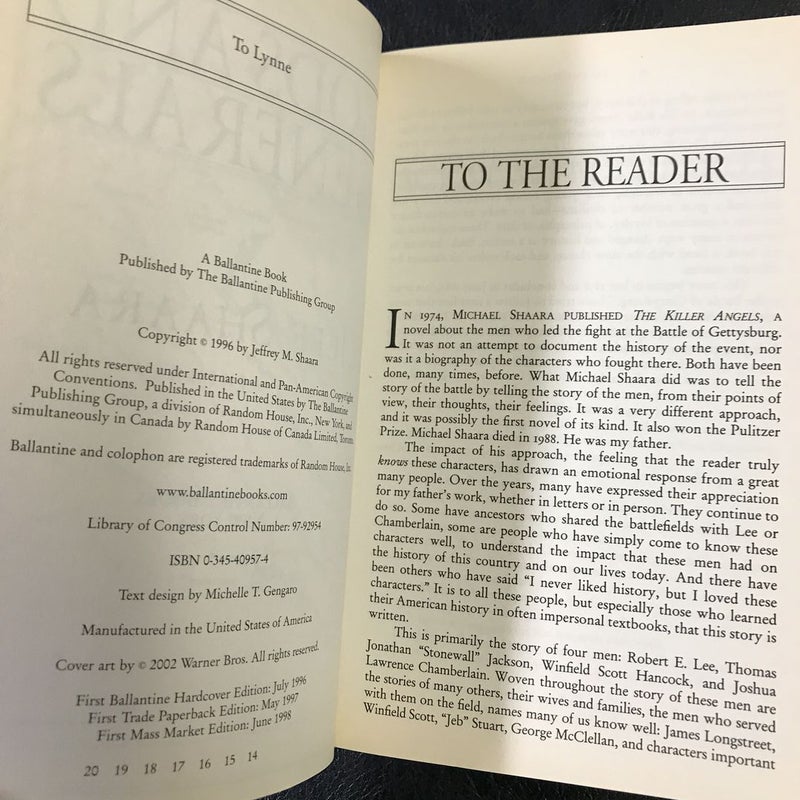 To Lynne
A Ballantine Book
Published by The Ballantine Publishing Group
Copyright © 1996 by Jeffrey M. Shaara
All rights reserved under International and Pan-American Copyright
Conventions. Published in the United States by The Ballantine
Publishing Group, a division of Random House, Inc., New York, and
simultaneously in Canada by Random House of Canada Limited, Toronto.
Ballantine and colophon are registered trademarks of Random House, Inc.
www.ballantinebooks.com
Library of Congress Control Number: 97-92954
ISBN 0-345-40957-4
Text design by Michelle T. Gengaro
Manufactured in the United States of America
Cover art by © 2002 Warner Bros. All rights reserved.
First Ballantine Hardcover Edition: July 1996
First Trade Paperback Edition: May 1997
First Mass Market Edition: June 1998
20 19 18 17 16 15 14
TO THE READER
IN 1974, MICHAEL SHAARA PUBLISHED THE KILLER ANGELS, A
novel about the men who led the fight at the Battle of Gettysburg.
It was not an attempt to document the history of the event, nor
was it a biography of the characters who fought there. Both have been
done, many times, before. What Michael Shaara did was to tell the
story of the battle by telling the story of the men, from their points of
view, their thoughts, their feelings. It was a very different approach,
and it was possibly the first novel of its kind. It also won the Pulitzer
Prize. Michael Shaara died in 1988. He was my father.
The impact of his approach, the feeling that the reader truly
knows these characters, has drawn an emotional response from a great
many people. Over the years, many have expressed their appreciation
for my father's work, whether in letters or in person. They continue to
do so. Some have ancestors who shared the battlefields with Lee or
Chamberlain, some are people who have simply come to know these
characters well, to understand the impact that these men had on
the history of this country and on our lives today. And there have
been others who have said "I never liked history, but I loved these
characters." It is to all these people, but especially those who learned
their American history in often impersonal textbooks, that this story is
written.
This is primarily the story of four men: Robert E. Lee, Thomas
Jonathan "Stonewall" Jackson, Winfield Scott Hancock, and Joshua
Lawrence Chamberlain. Woven throughout the story of these men are
the stories of many others, their wives and families, the men who served
with them on the field, names many of us know well: James Longstreet,
Winfield Scott, "Jeb" Stuart, George McClellan, and characters important